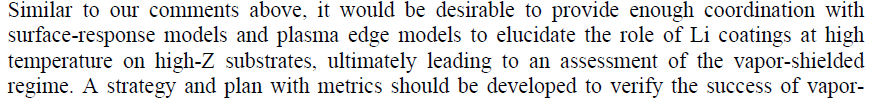 Similar to our comments above, it would be desirable to provide enough coordination with
surface-response models and plasma edge models to elucidate the role of Li coatings at high
temperature on high-Z substrates, ultimately leading to an assessment of the vapor-shielded
regime. A strategy and plan with metrics should be developed to verify the success of vapor-